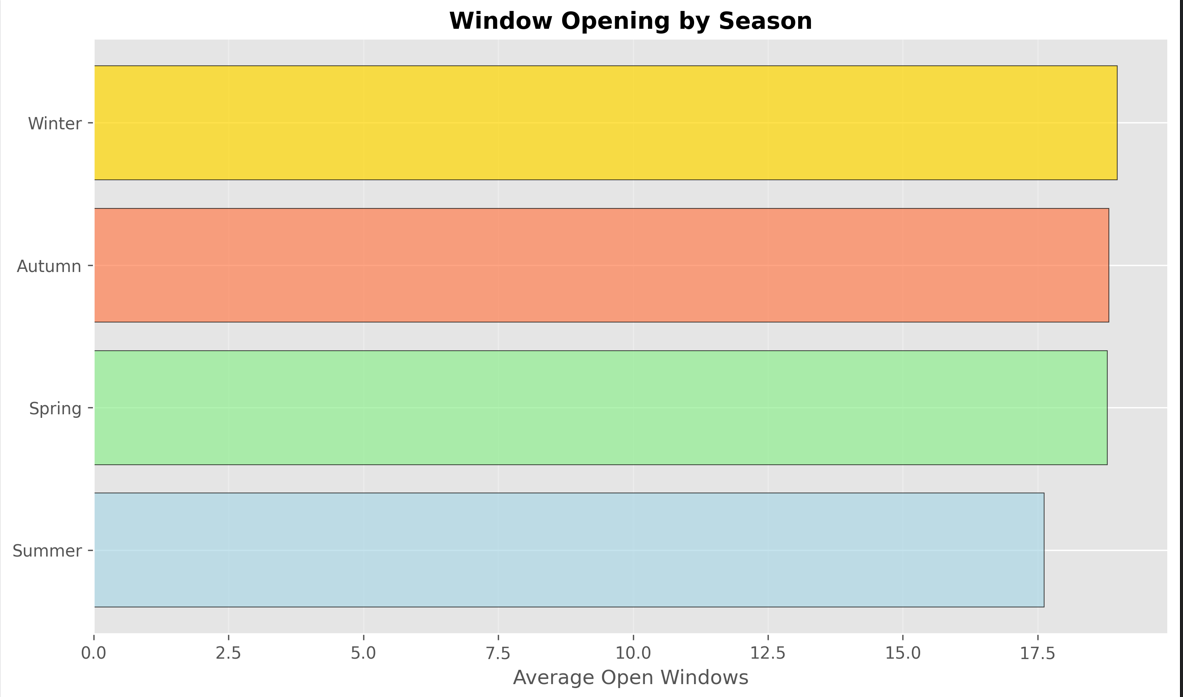 Window Opening by Season
Winter
Autumn
Spring
Summer
0.0 2.5 5.0 7.5 10.0 12.5 15.0 17.5
Average Open Windows